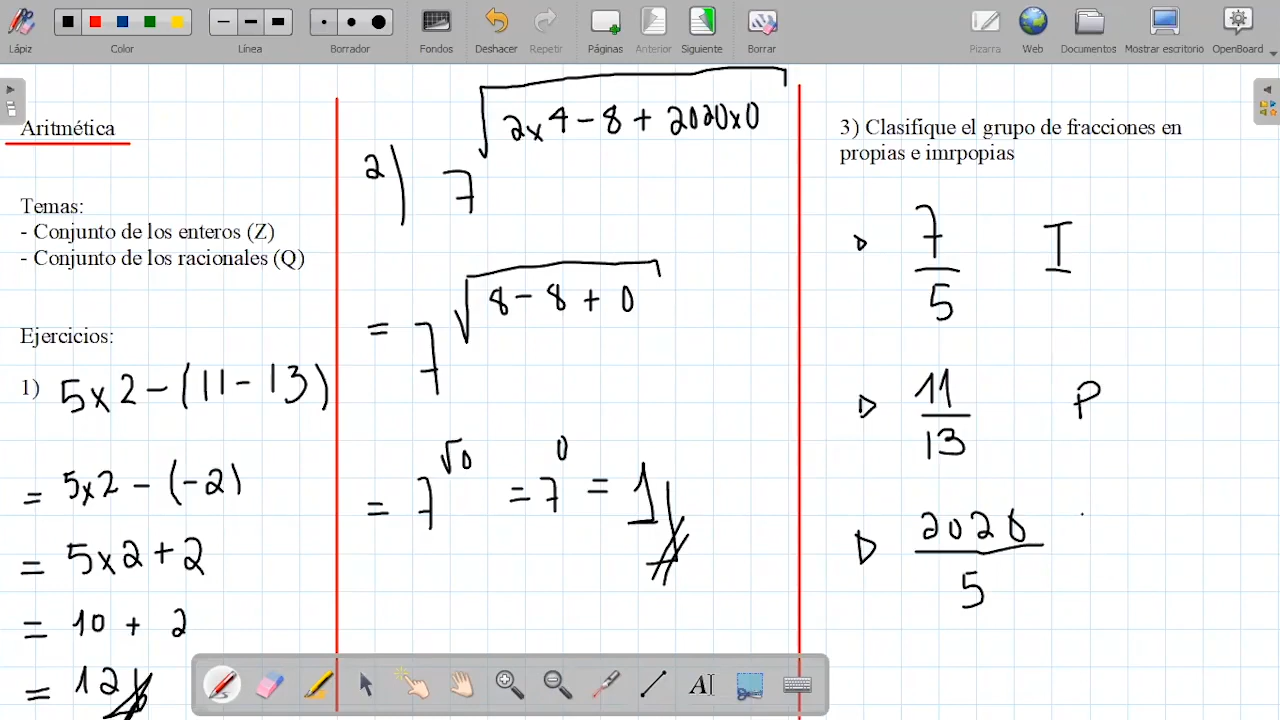 Lápiz Color Línea Borrador Fondos Deshacer Repetir Páginas Anterior Siguiente Borrar Pizarra Web Documentos Mostrar escritorio OpenBoard
Aritmética
Temas:
- Conjunto de los enteros (Z)
- Conjunto de los racionales (Q)
Ejercicios:
1) 5x2-(11-13)
= 5x2-(-2)
= 5x2+2
= 10 + 2
= 12
2) 7^√(2x4-8+2020x0)
= 7^√(8-8+0)
= 7^√0 = 7^0 = 1
3) Clasifique el grupo de fracciones en
propias e imrpopias
7/5 I
11/13 P
2020/5